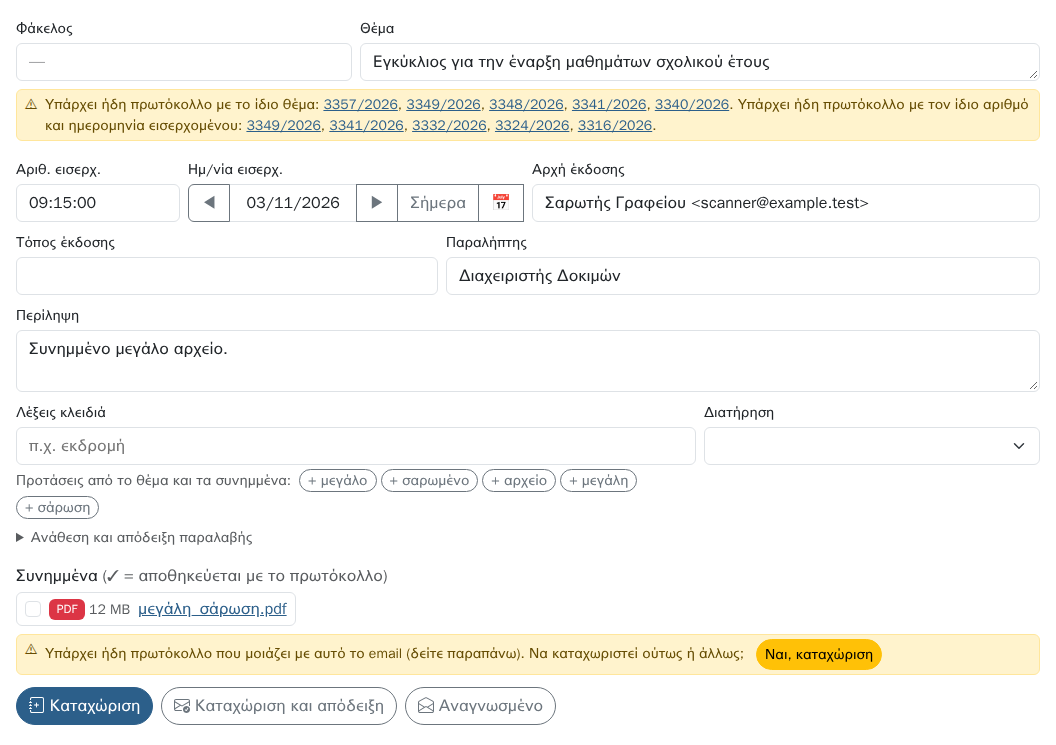 Φάκελος Θέμα
— Εγκύκλιος για την έναρξη μαθημάτων σχολικού έτους
⚠ Υπάρχει ήδη πρωτόκολλο με το ίδιο θέμα: 3357/2026, 3349/2026, 3348/2026, 3341/2026, 3340/2026. Υπάρχει ήδη πρωτόκολλο με τον ίδιο αριθμό
και ημερομηνία εισερχομένου: 3349/2026, 3341/2026, 3332/2026, 3324/2026, 3316/2026.
Αριθ. εισερχ. Ημ/νία εισερχ. Αρχή έκδοσης
09:15:00 ◀ 03/11/2026 ▶ Σήμερα 📅 Σαρωτής Γραφείου <scanner@example.test>
Τόπος έκδοσης Παραλήπτης
Διαχειριστής Δοκιμών
Περίληψη
Συνημμένο μεγάλο αρχείο.
Λέξεις κλειδιά Διατήρηση
π.χ. εκδρομή
Προτάσεις από το θέμα και τα συνημμένα: + μεγάλο + σαρωμένο + αρχείο + μεγάλη
+ σάρωση
▶ Ανάθεση και απόδειξη παραλαβής
Συνημμένα (✓ = αποθηκεύεται με το πρωτόκολλο)
PDF 12 MB μεγάλη_σάρωση.pdf
⚠ Υπάρχει ήδη πρωτόκολλο που μοιάζει με αυτό το email (δείτε παραπάνω). Να καταχωριστεί ούτως ή άλλως; Ναι, καταχώριση
Καταχώριση Καταχώριση και απόδειξη Αναγνωσμένο